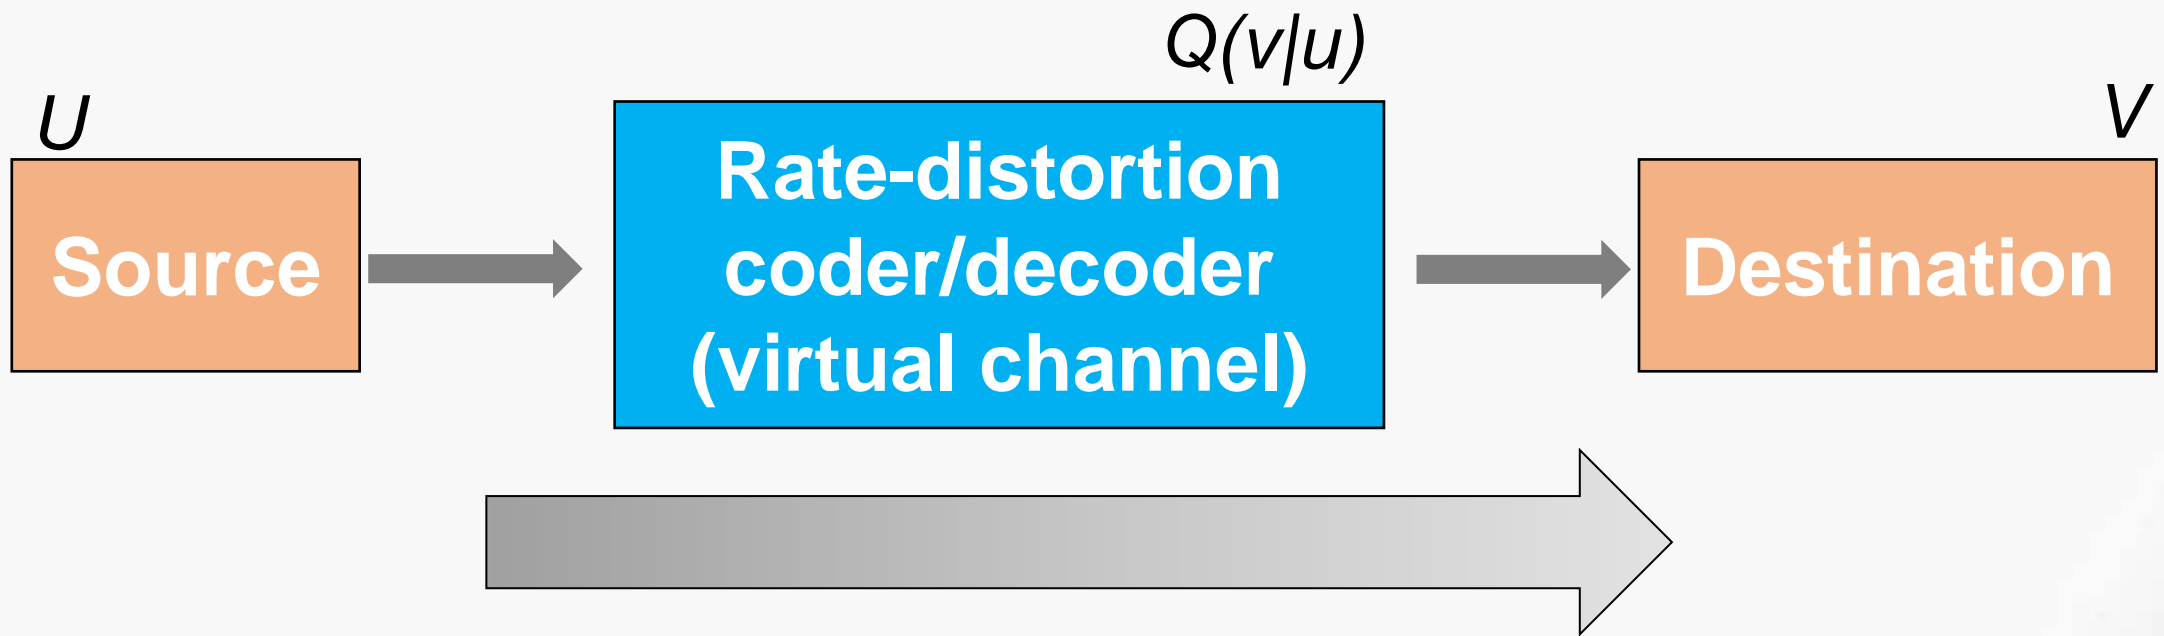 Q(v|u)
U
V
Rate-distortion
coder/decoder
(virtual channel)
Source
Destination